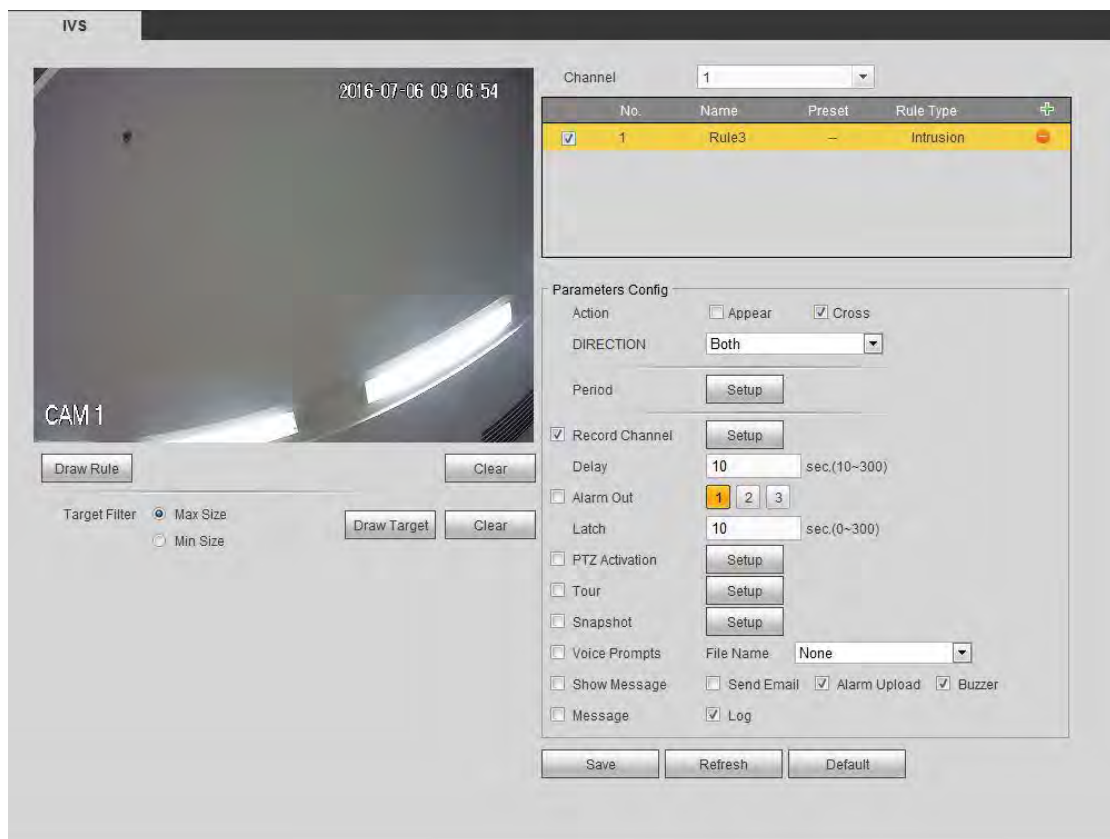 IVS
2016-07-06 09:06:54
CAM 1
Draw Rule Clear
Target Filter Max Size
Min Size
Draw Target Clear
Channel 1
No. Name Preset Rule Type
1 Rule3 – Intrusion
Parameters Config
Action Appear Cross
DIRECTION Both
Period Setup
Record Channel Setup
Delay 10 sec.(10~300)
Alarm Out 1 2 3
Latch 10 sec.(0~300)
PTZ Activation Setup
Tour Setup
Snapshot Setup
Voice Prompts File Name None
Show Message Send Email Alarm Upload Buzzer
Message Log
Save Refresh Default